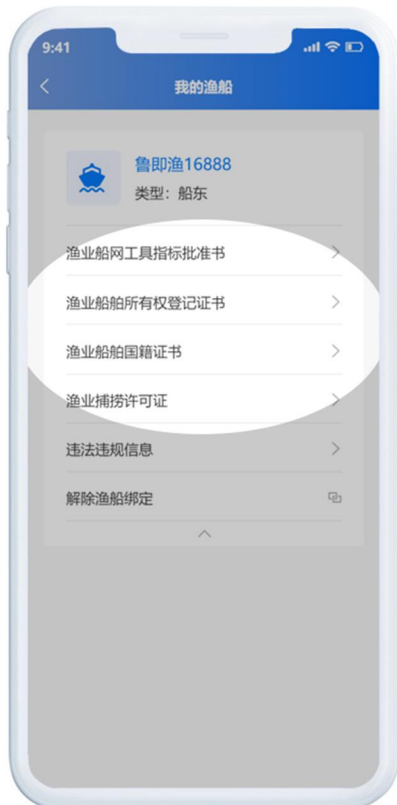 9:41
我的渔船
鲁即渔16888
类型：船东
渔业船网工具指标批准书
渔业船舶所有权登记证书
渔业船舶国籍证书
渔业捕捞许可证
违法违规信息
解除渔船绑定